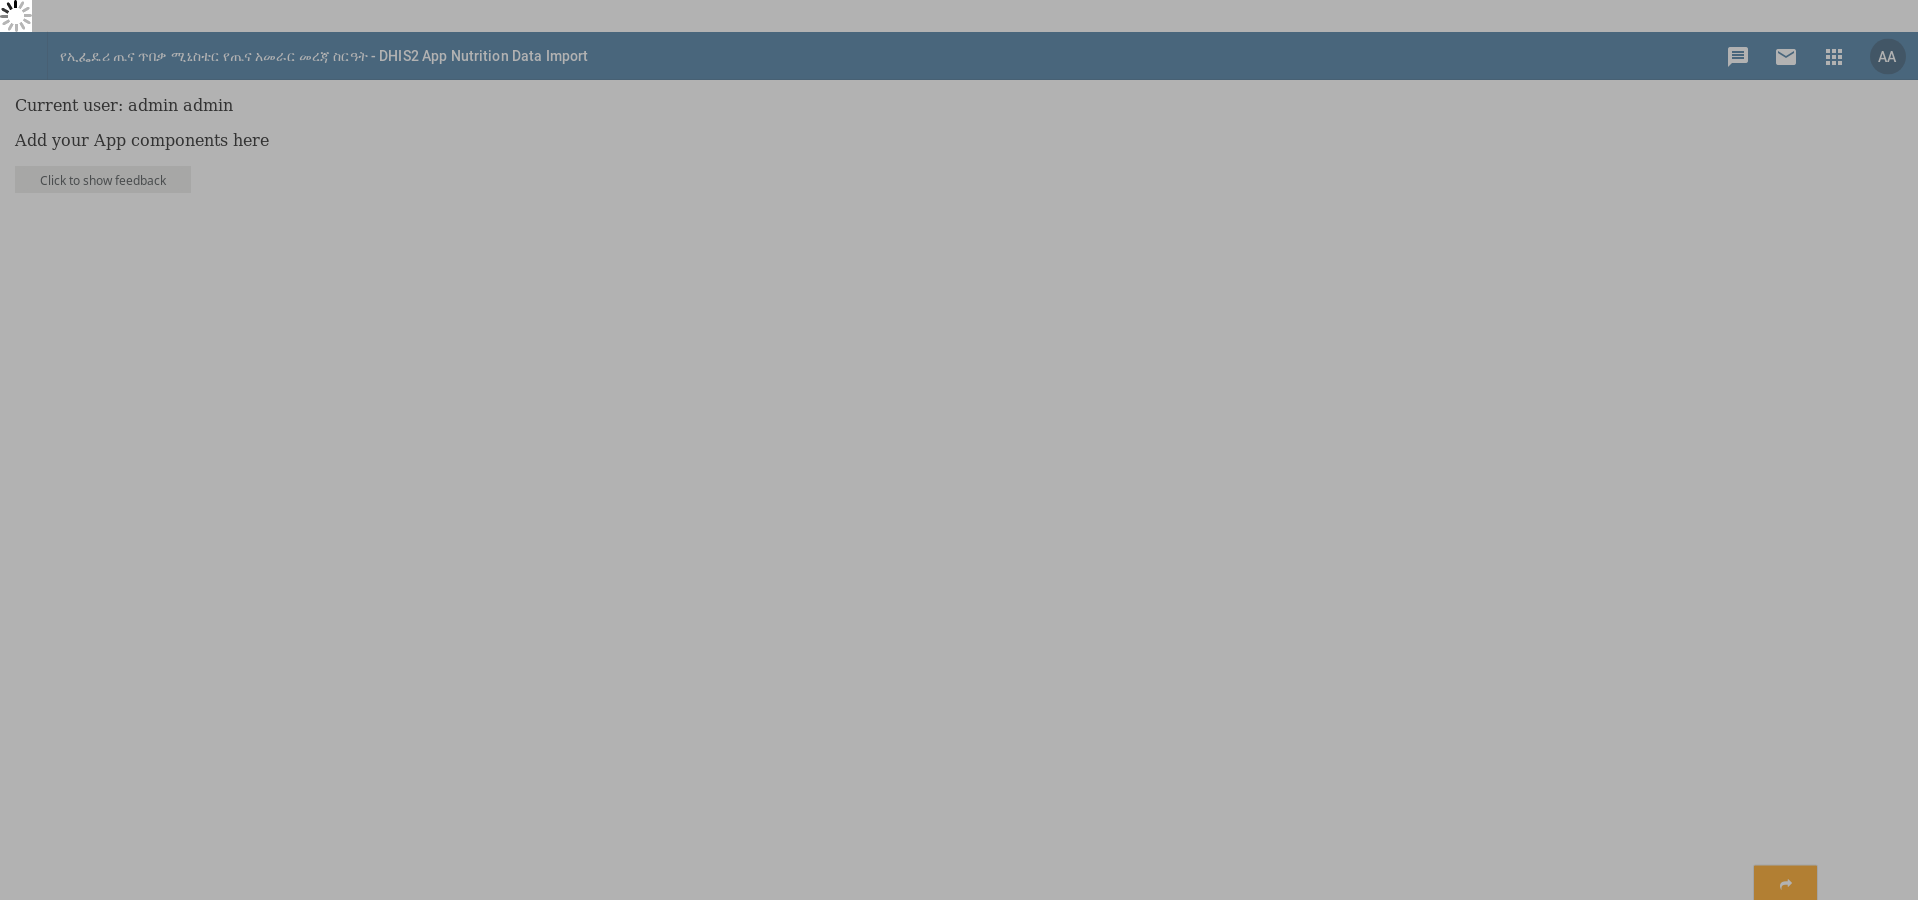 የኢፌዴሪ ጤና ጥበቃ ሚኒስቴር የጤና አመራር መረጃ ስርዓት - DHIS2 App Nutrition Data Import
AA
Current user: admin admin
Add your App components here
Click to show feedback